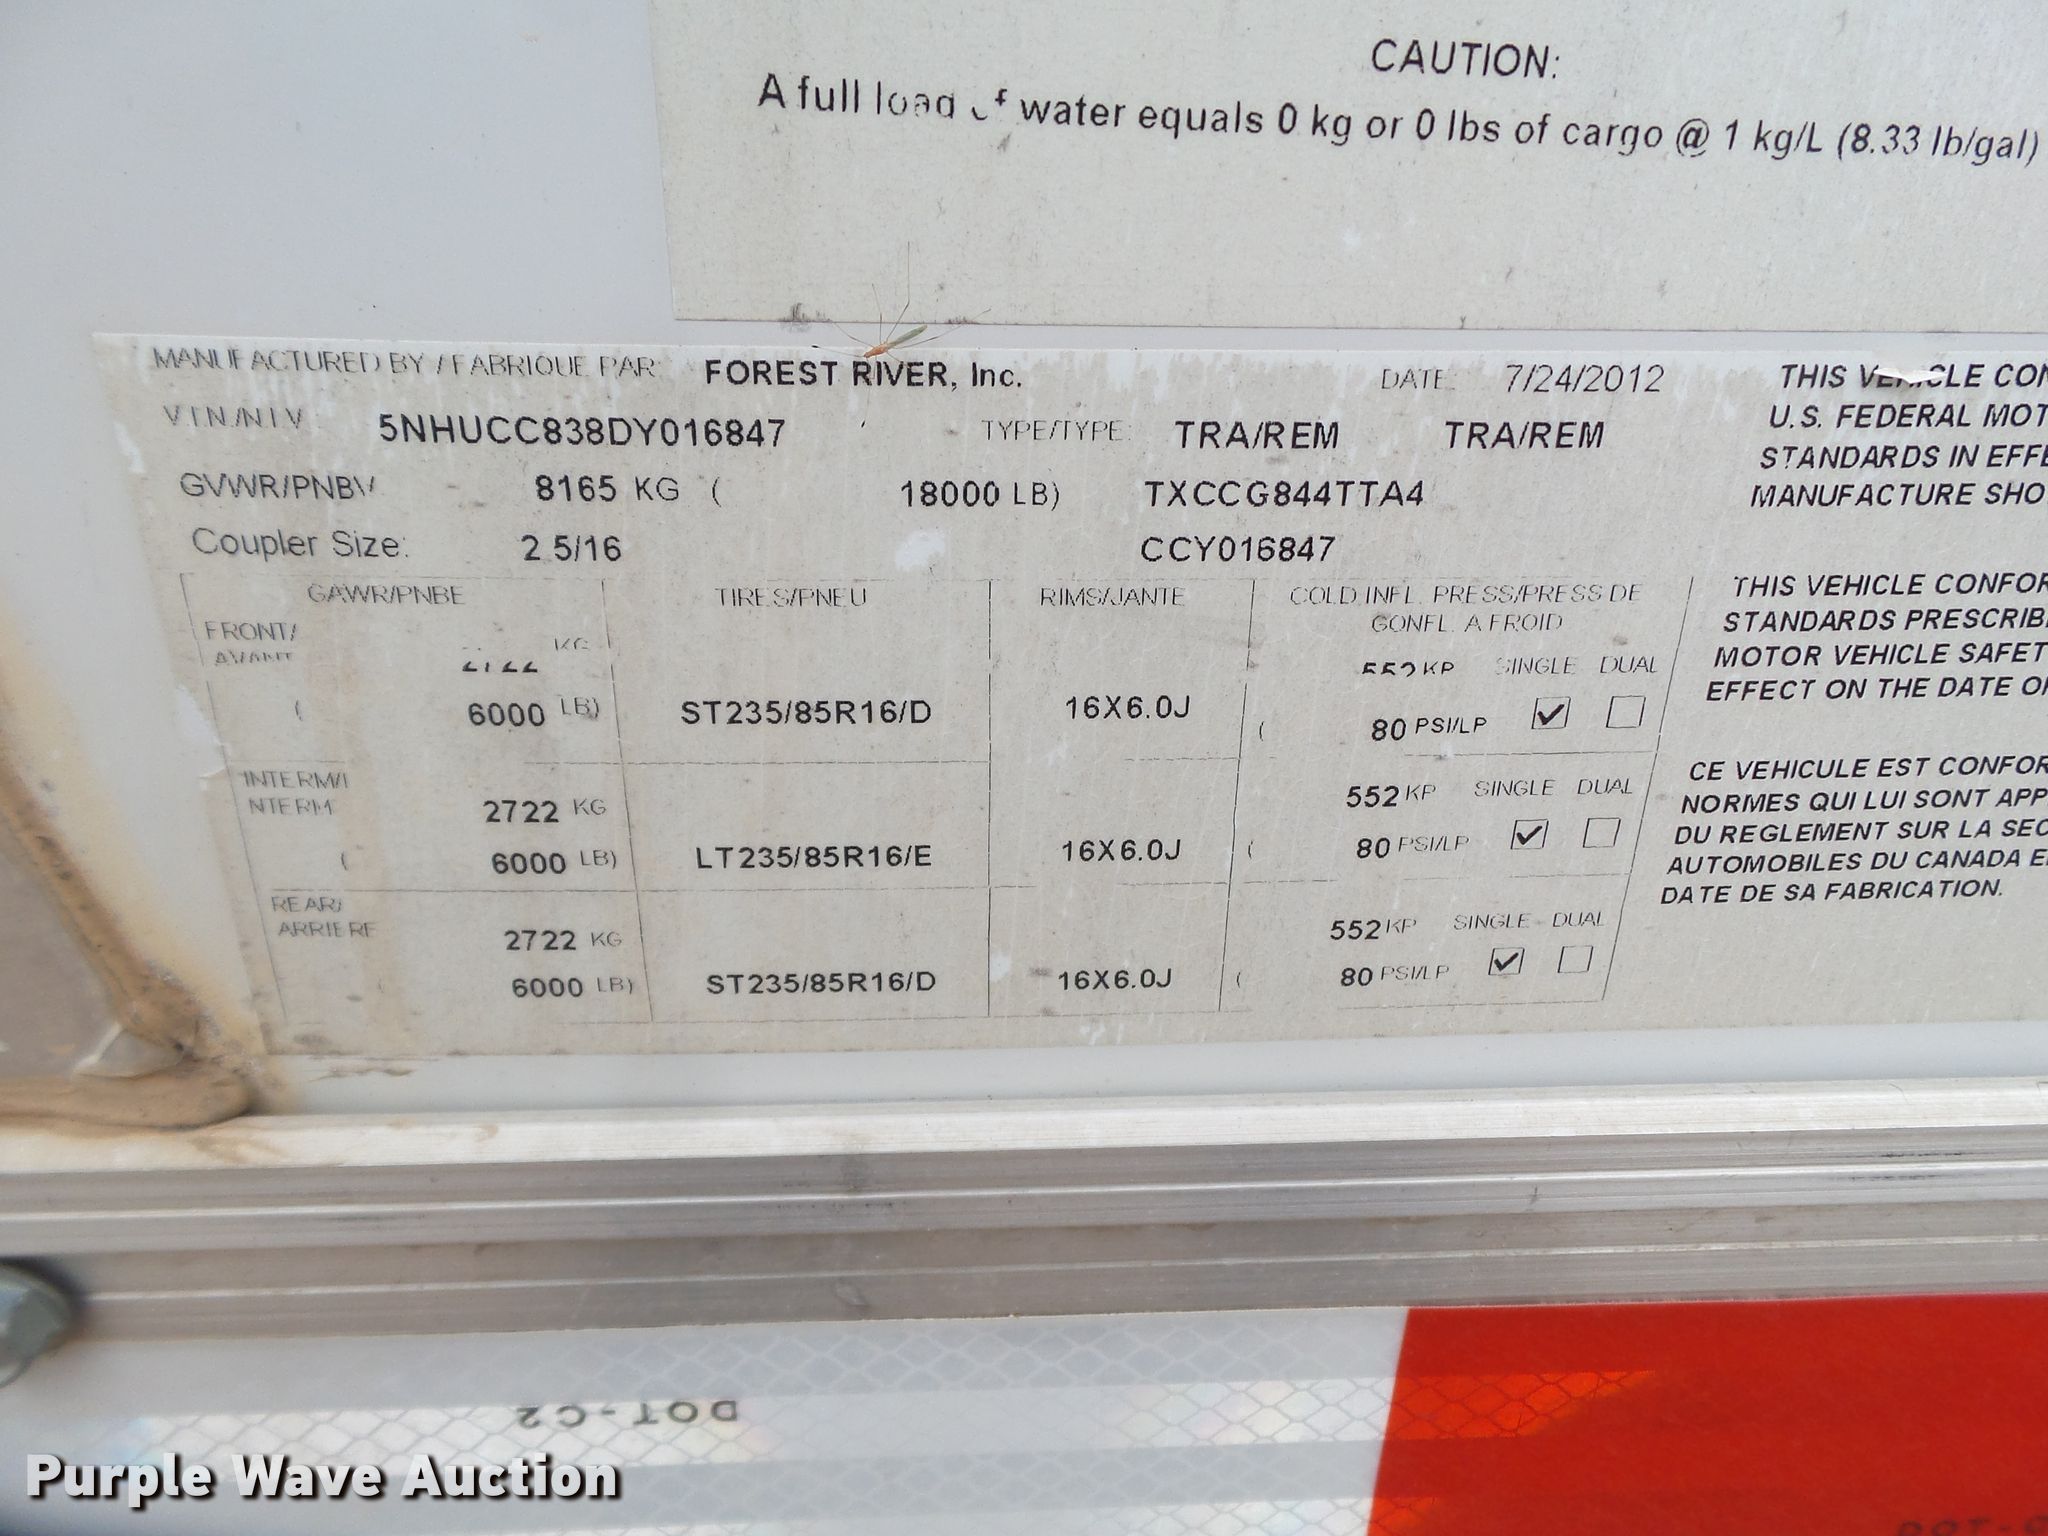 CAUTION:
A full load of water equals 0 kg or 0 lbs of cargo @ 1 kg/L (8.33 lb/gal)
MANUFACTURED BY / FABRIQUE PAR: FOREST RIVER, Inc. DATE: 7/24/2012
V.I.N./N.I.V. 5NHUCC838DY016847 TYPE/TYPE: TRA/REM TRA/REM
GVWR/PNBV 8165 KG ( 18000 LB) TXCCG844TTA4
Coupler Size: 2 5/16 CCY016847
GAWR/PNBE TIRES/PNEU RIMS/JANTE COLD INFL. PRESS/PRESS DE
GONFL. A FROID
FRONT/
AVANT 2722 KG 552 KP SINGLE DUAL
( 6000 LB) ST235/85R16/D 16X6.0J ( 80 PSI/LP
INTERM/I
NTERM 2722 KG 552 KP SINGLE DUAL
( 6000 LB) LT235/85R16/E 16X6.0J ( 80 PSI/LP
REAR/
ARRIERE 2722 KG 552 KP SINGLE DUAL
( 6000 LB) ST235/85R16/D 16X6.0J ( 80 PSI/LP
THIS VEHICLE CON
U.S. FEDERAL MOT
STANDARDS IN EFFE
MANUFACTURE SHO
THIS VEHICLE CONFOR
STANDARDS PRESCRIB
MOTOR VEHICLE SAFET
EFFECT ON THE DATE O
CE VEHICULE EST CONFOR
NORMES QUI LUI SONT APP
DU REGLEMENT SUR LA SEC
AUTOMOBILES DU CANADA E
DATE DE SA FABRICATION.
DOT-C2
Purple Wave Auction